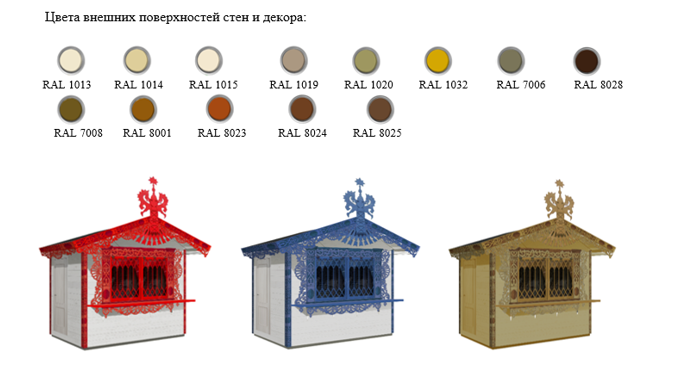 Цвета внешних поверхностей стен и декора:
RAL 1013 RAL 1014 RAL 1015 RAL 1019 RAL 1020 RAL 1032 RAL 7006 RAL 8028
RAL 7008 RAL 8001 RAL 8023 RAL 8024 RAL 8025